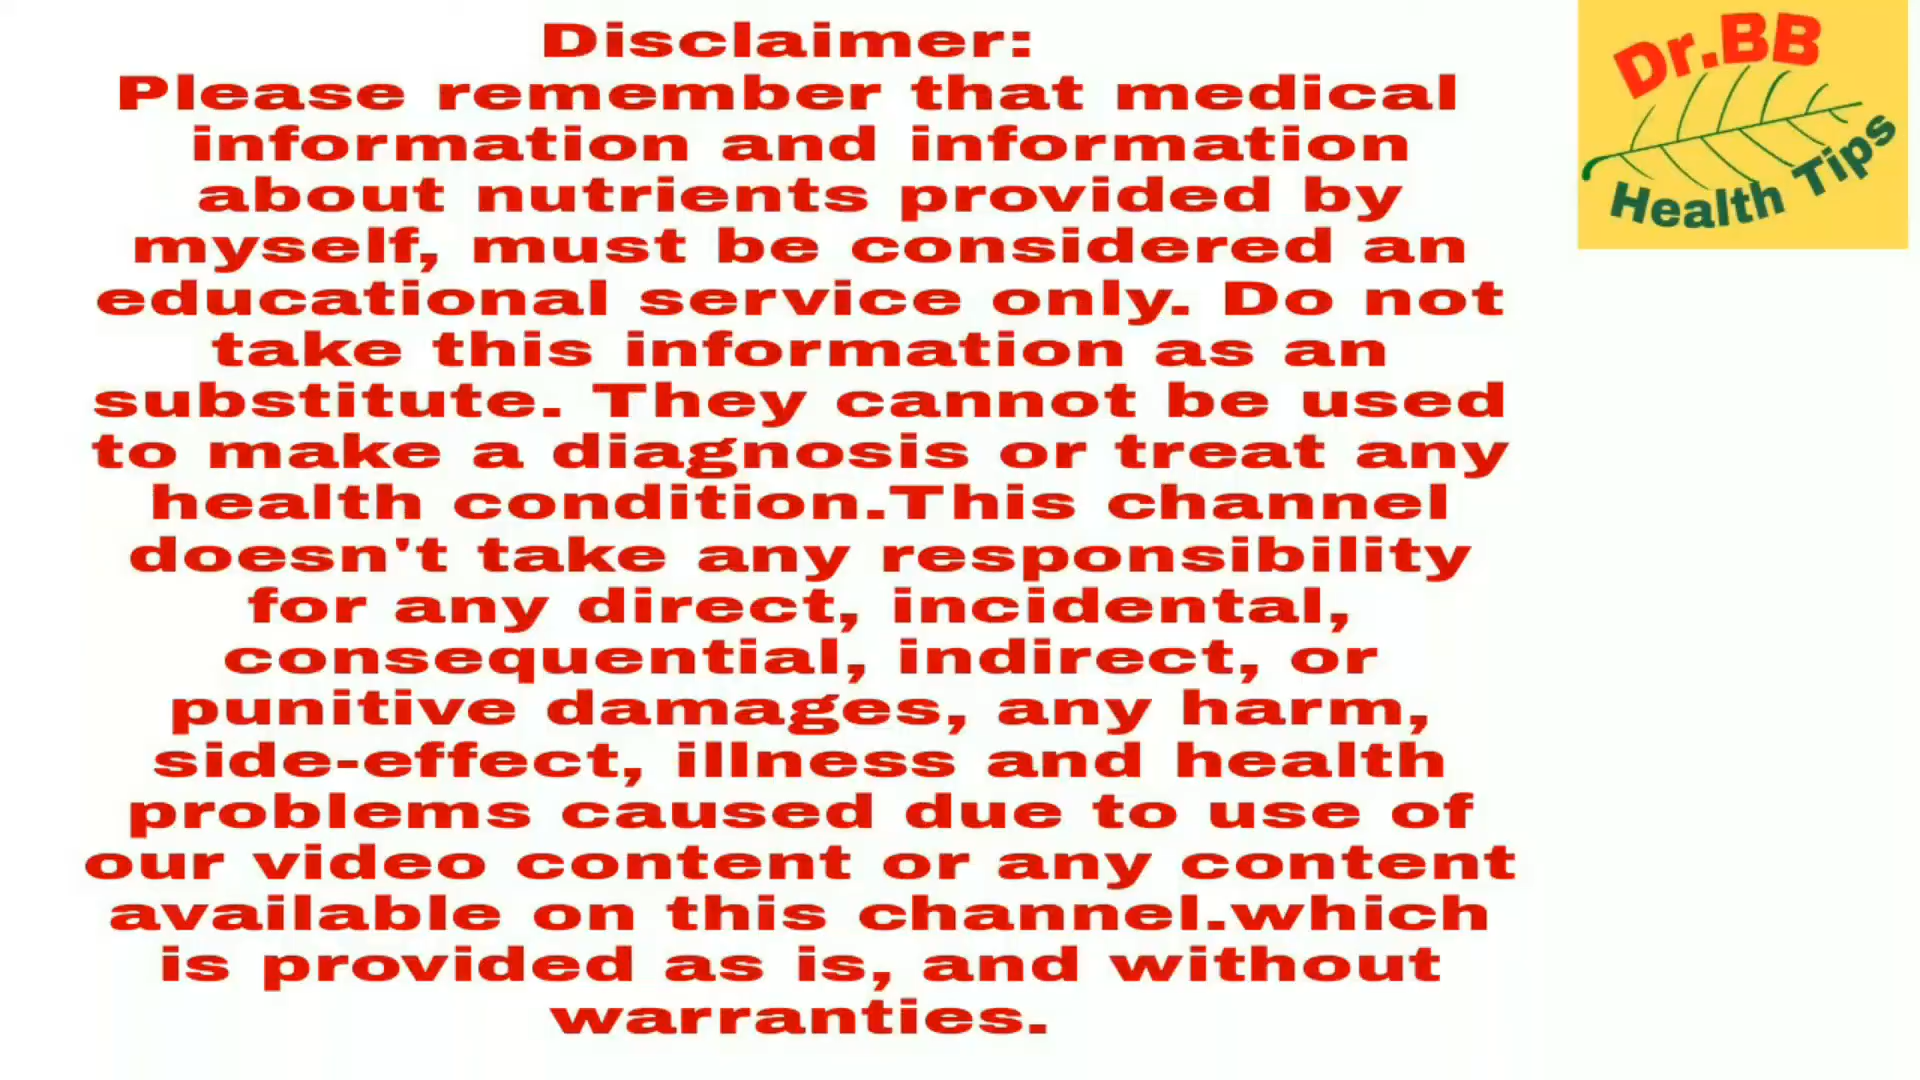 Disclaimer:
Please remember that medical
information and information
about nutrients provided by
myself, must be considered an
educational service only. Do not
take this information as an
substitute. They cannot be used
to make a diagnosis or treat any
health condition.This channel
doesn't take any responsibility
for any direct, incidental,
consequential, indirect, or
punitive damages, any harm,
side-effect, illness and health
problems caused due to use of
our video content or any content
available on this channel.which
is provided as is, and without
warranties.
Dr.BB
Health Tips